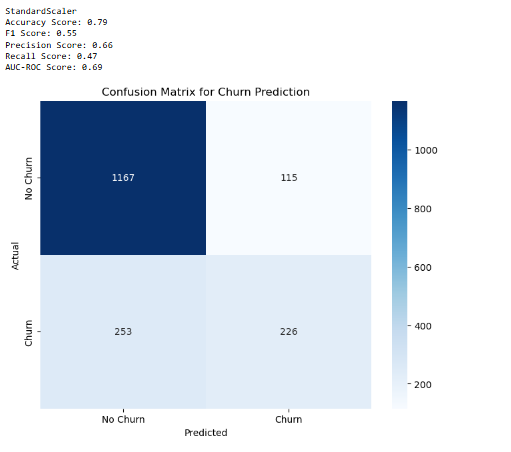 StandardScaler
Accuracy Score: 0.79
F1 Score: 0.55
Precision Score: 0.66
Recall Score: 0.47
AUC-ROC Score: 0.69
Confusion Matrix for Churn Prediction
No Churn
1167
115
1000
800
Actual
600
Churn
253
226
400
200
No Churn
Churn
Predicted